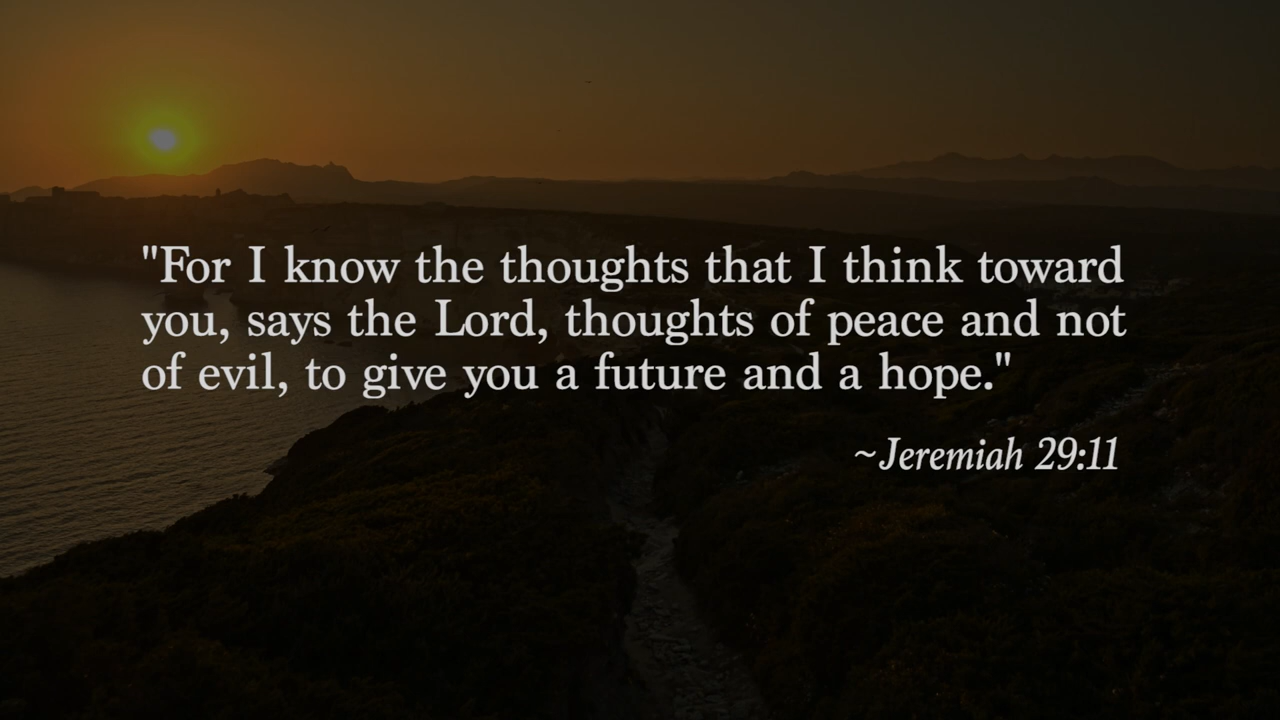 "For I know the thoughts that I think toward
you, says the Lord, thoughts of peace and not
of evil, to give you a future and a hope."
~Jeremiah 29:11